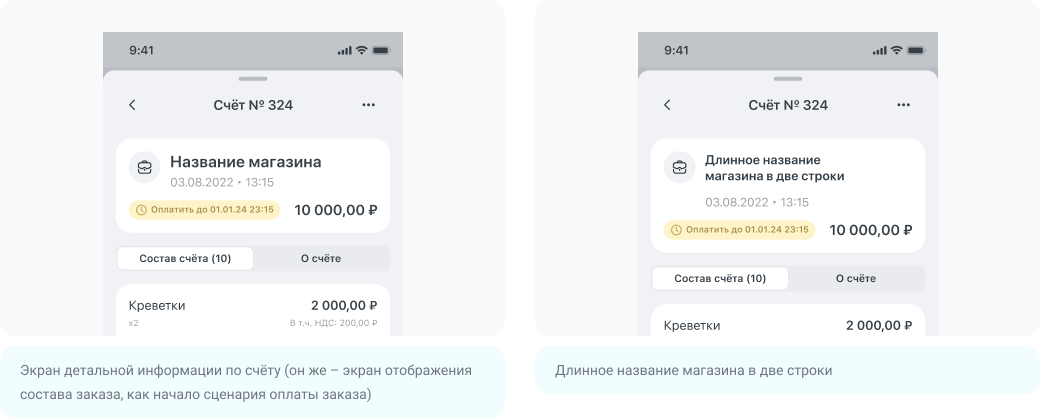 9:41
Счёт № 324
Название магазина
03.08.2022 • 13:15
Оплатить до 01.01.24 23:15
10 000,00 ₽
Состав счёта (10)
О счёте
Креветки
2 000,00 ₽
x2
В т.ч. НДС: 200,00 ₽
Экран детальной информации по счёту (он же – экран отображения
состава заказа, как начало сценария оплаты заказа)
9:41
Счёт № 324
Длинное название
магазина в две строки
03.08.2022 • 13:15
Оплатить до 01.01.24 23:15
10 000,00 ₽
Состав счёта (10)
О счёте
Креветки
2 000,00 ₽
Длинное название магазина в две строки